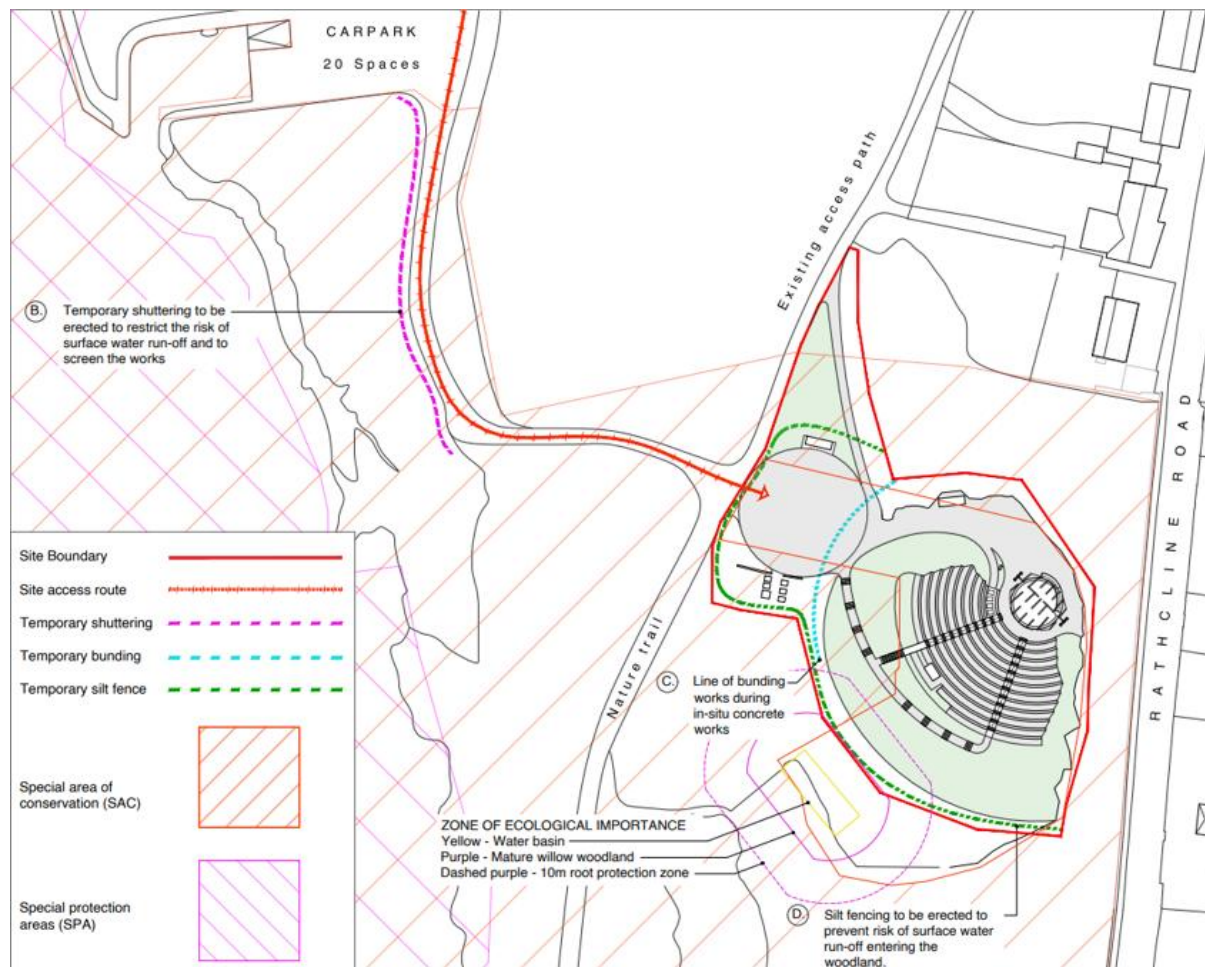 CARPARK
20 Spaces
Existing access path
B. Temporary shuttering to be
erected to restrict the risk of
surface water run-off and to
screen the works
RATHCLINE ROAD
Nature trail
C. Line of bunding
works during
in-situ concrete
works
ZONE OF ECOLOGICAL IMPORTANCE
Yellow - Water basin
Purple - Mature willow woodland
Dashed purple - 10m root protection zone
D. Silt fencing to be erected to
prevent risk of surface water
run-off entering the
woodland.
Site Boundary
Site access route
Temporary shuttering
Temporary bunding
Temporary silt fence
Special area of
conservation (SAC)
Special protection
areas (SPA)